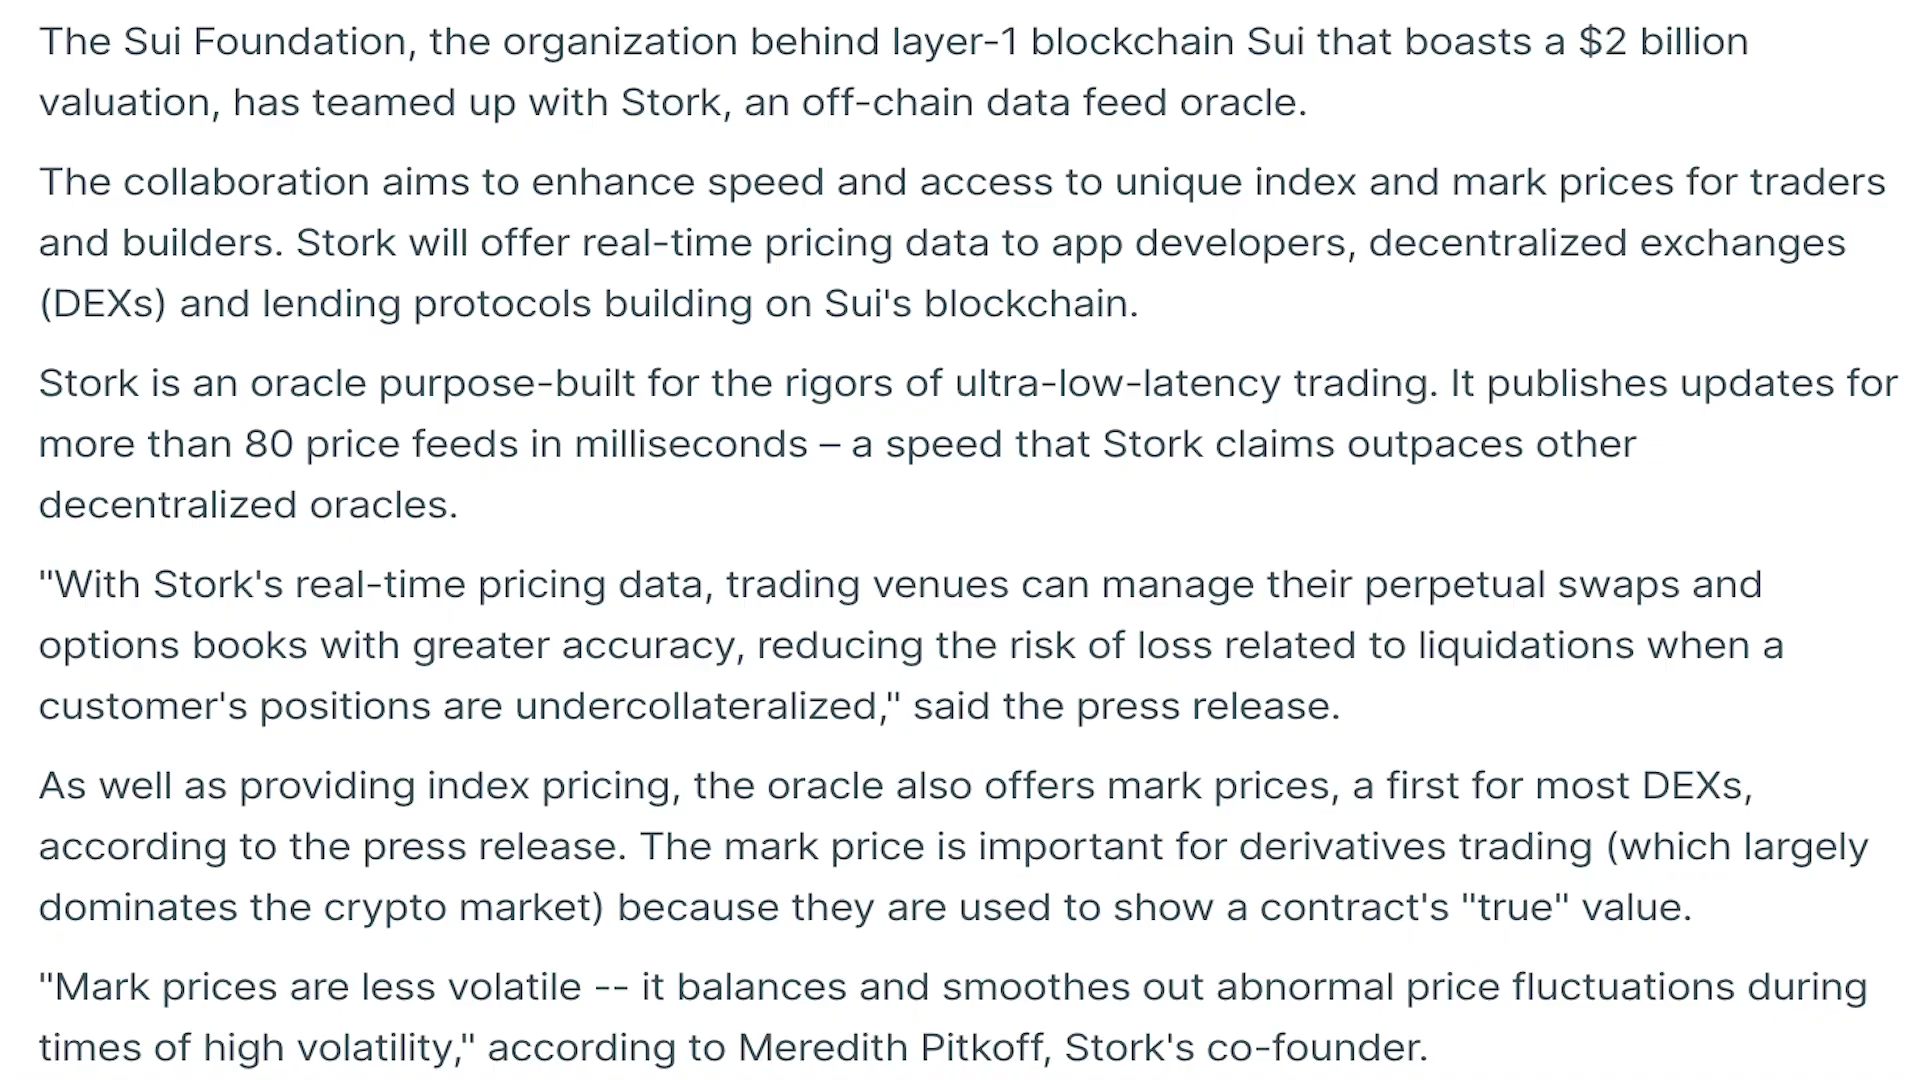 The Sui Foundation, the organization behind layer-1 blockchain Sui that boasts a $2 billion
valuation, has teamed up with Stork, an off-chain data feed oracle.
The collaboration aims to enhance speed and access to unique index and mark prices for traders
and builders. Stork will offer real-time pricing data to app developers, decentralized exchanges
(DEXs) and lending protocols building on Sui's blockchain.
Stork is an oracle purpose-built for the rigors of ultra-low-latency trading. It publishes updates for
more than 80 price feeds in milliseconds – a speed that Stork claims outpaces other
decentralized oracles.
"With Stork's real-time pricing data, trading venues can manage their perpetual swaps and
options books with greater accuracy, reducing the risk of loss related to liquidations when a
customer's positions are undercollateralized," said the press release.
As well as providing index pricing, the oracle also offers mark prices, a first for most DEXs,
according to the press release. The mark price is important for derivatives trading (which largely
dominates the crypto market) because they are used to show a contract's "true" value.
"Mark prices are less volatile -- it balances and smoothes out abnormal price fluctuations during
times of high volatility," according to Meredith Pitkoff, Stork's co-founder.